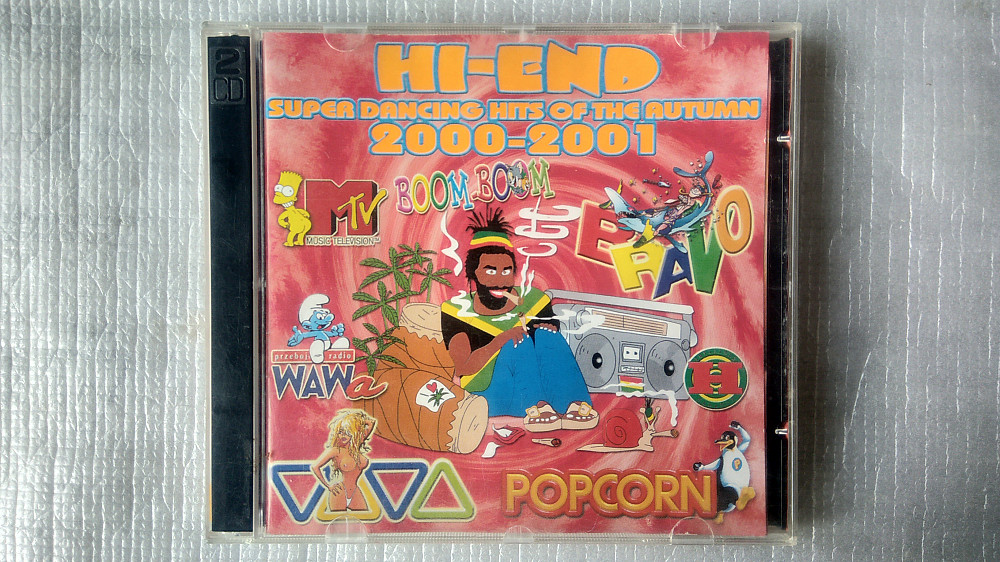 2
CD
HI-END
SUPER DANCING HITS OF THE AUTUMN
2000-2001
MTV
MUSIC TELEVISION
BOOM BOOM
BRAVO
przeboje radio
WAWa
H
VIVA
POPCORN